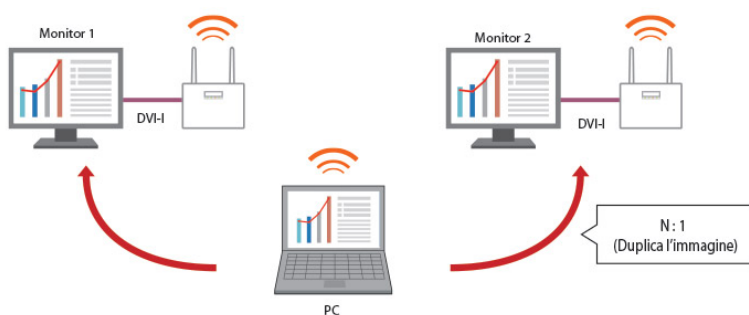 Monitor 1
DVI-I
Monitor 2
DVI-I
N : 1
(Duplica l'immagine)
PC